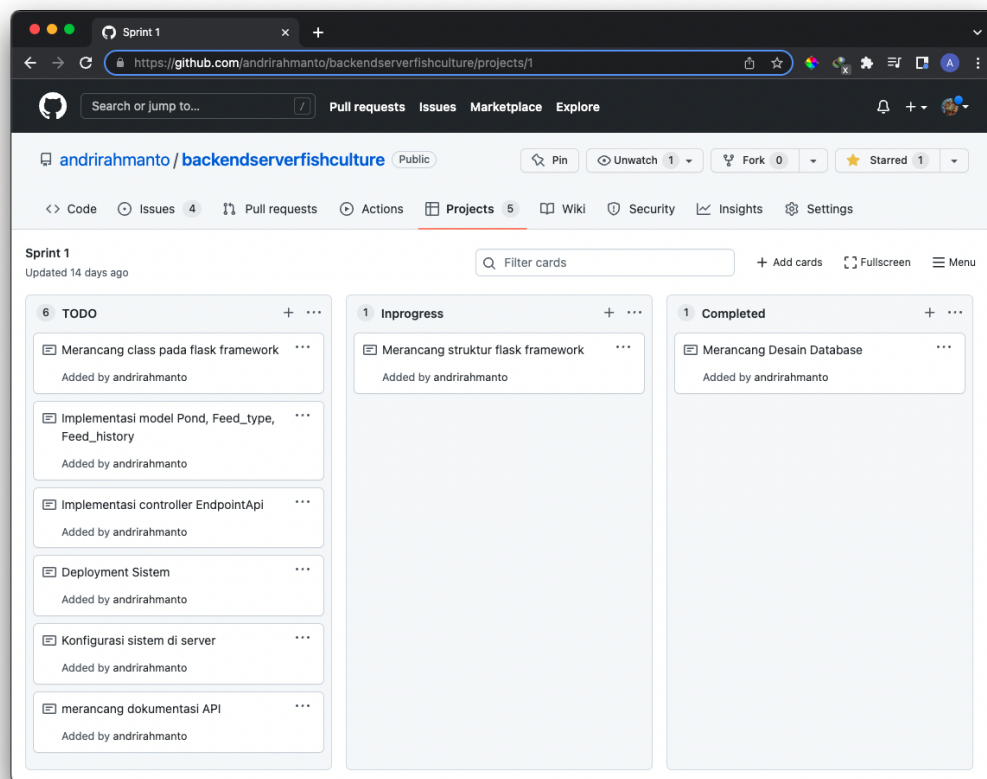 Sprint 1
https://github.com/andrirahmanto/backendserverfishculture/projects/1
A
Search or jump to...
/
Pull requests Issues Marketplace Explore
andrirahmanto / backendserverfishculture Public
Pin
Unwatch 1
Fork 0
Starred 1
Code
Issues 4
Pull requests
Actions
Projects 5
Wiki
Security
Insights
Settings
Sprint 1
Updated 14 days ago
Filter cards
Add cards
Fullscreen
Menu
6 TODO
Merancang class pada flask framework
Added by andrirahmanto
Implementasi model Pond, Feed_type,
Feed_history
Added by andrirahmanto
Implementasi controller EndpointApi
Added by andrirahmanto
Deployment Sistem
Added by andrirahmanto
Konfigurasi sistem di server
Added by andrirahmanto
merancang dokumentasi API
Added by andrirahmanto
1 Inprogress
Merancang struktur flask framework
Added by andrirahmanto
1 Completed
Merancang Desain Database
Added by andrirahmanto